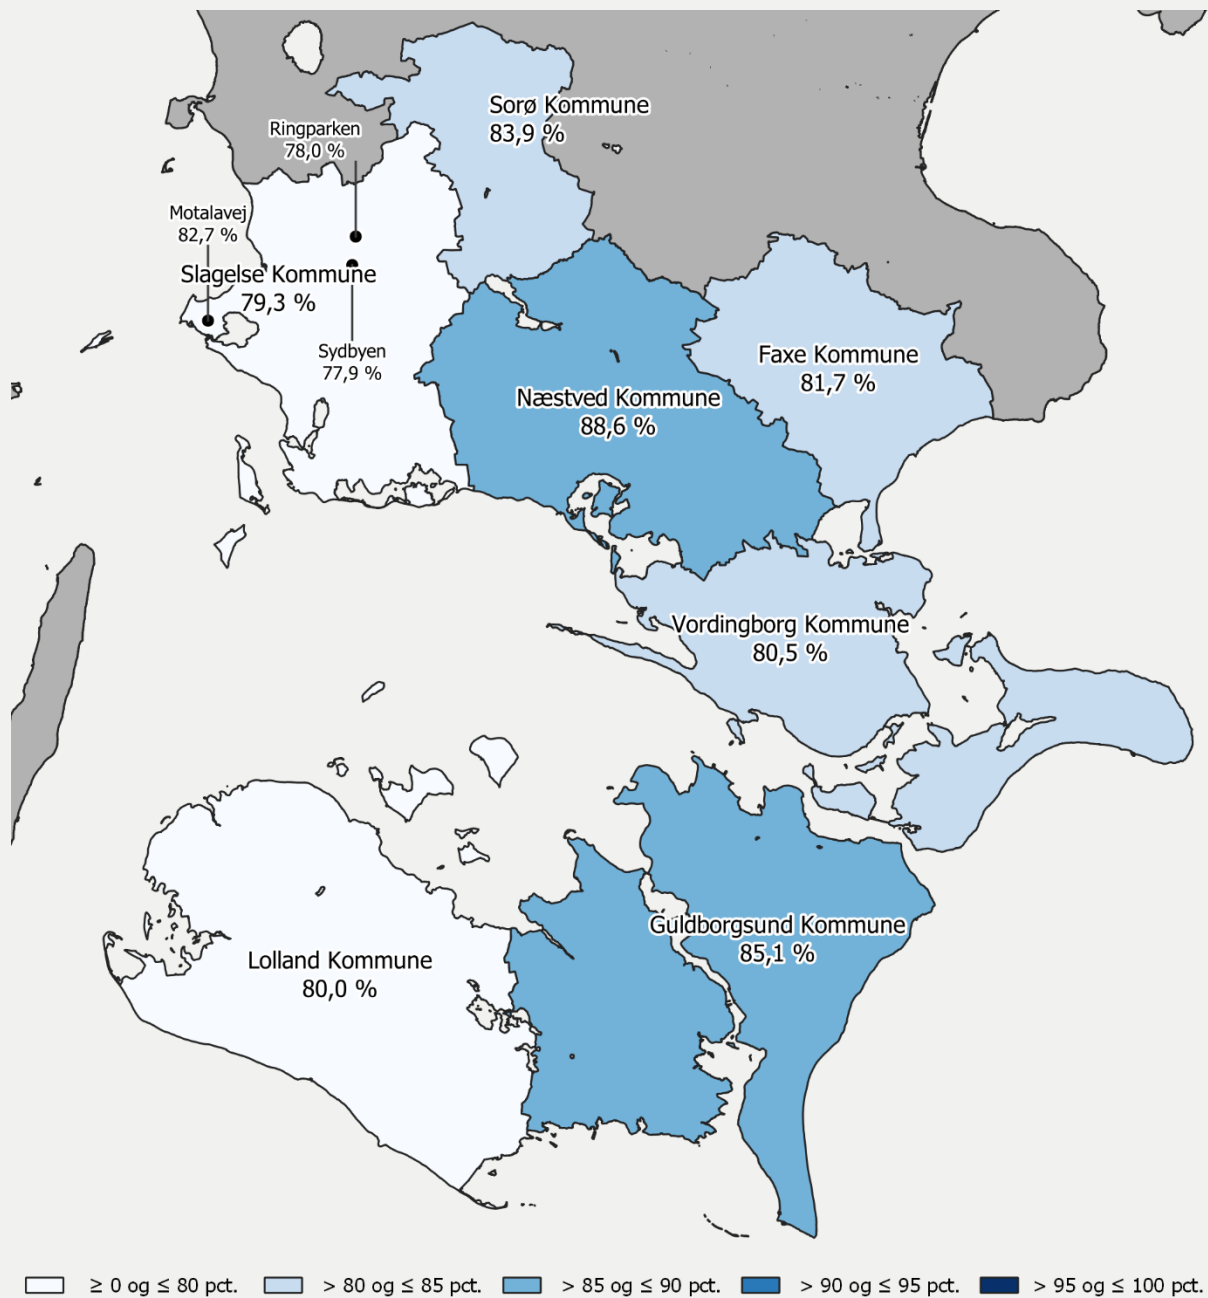 Sorø Kommune
83,9 %
Ringparken
78,0 %
Motalavej
82,7 %
Slagelse Kommune
79,3 %
Sydbyen
77,9 %
Faxe Kommune
81,7 %
Næstved Kommune
88,6 %
Vordingborg Kommune
80,5 %
Guldborgsund Kommune
85,1 %
Lolland Kommune
80,0 %
≥ 0 og ≤ 80 pct.
> 80 og ≤ 85 pct.
> 85 og ≤ 90 pct.
> 90 og ≤ 95 pct.
> 95 og ≤ 100 pct.